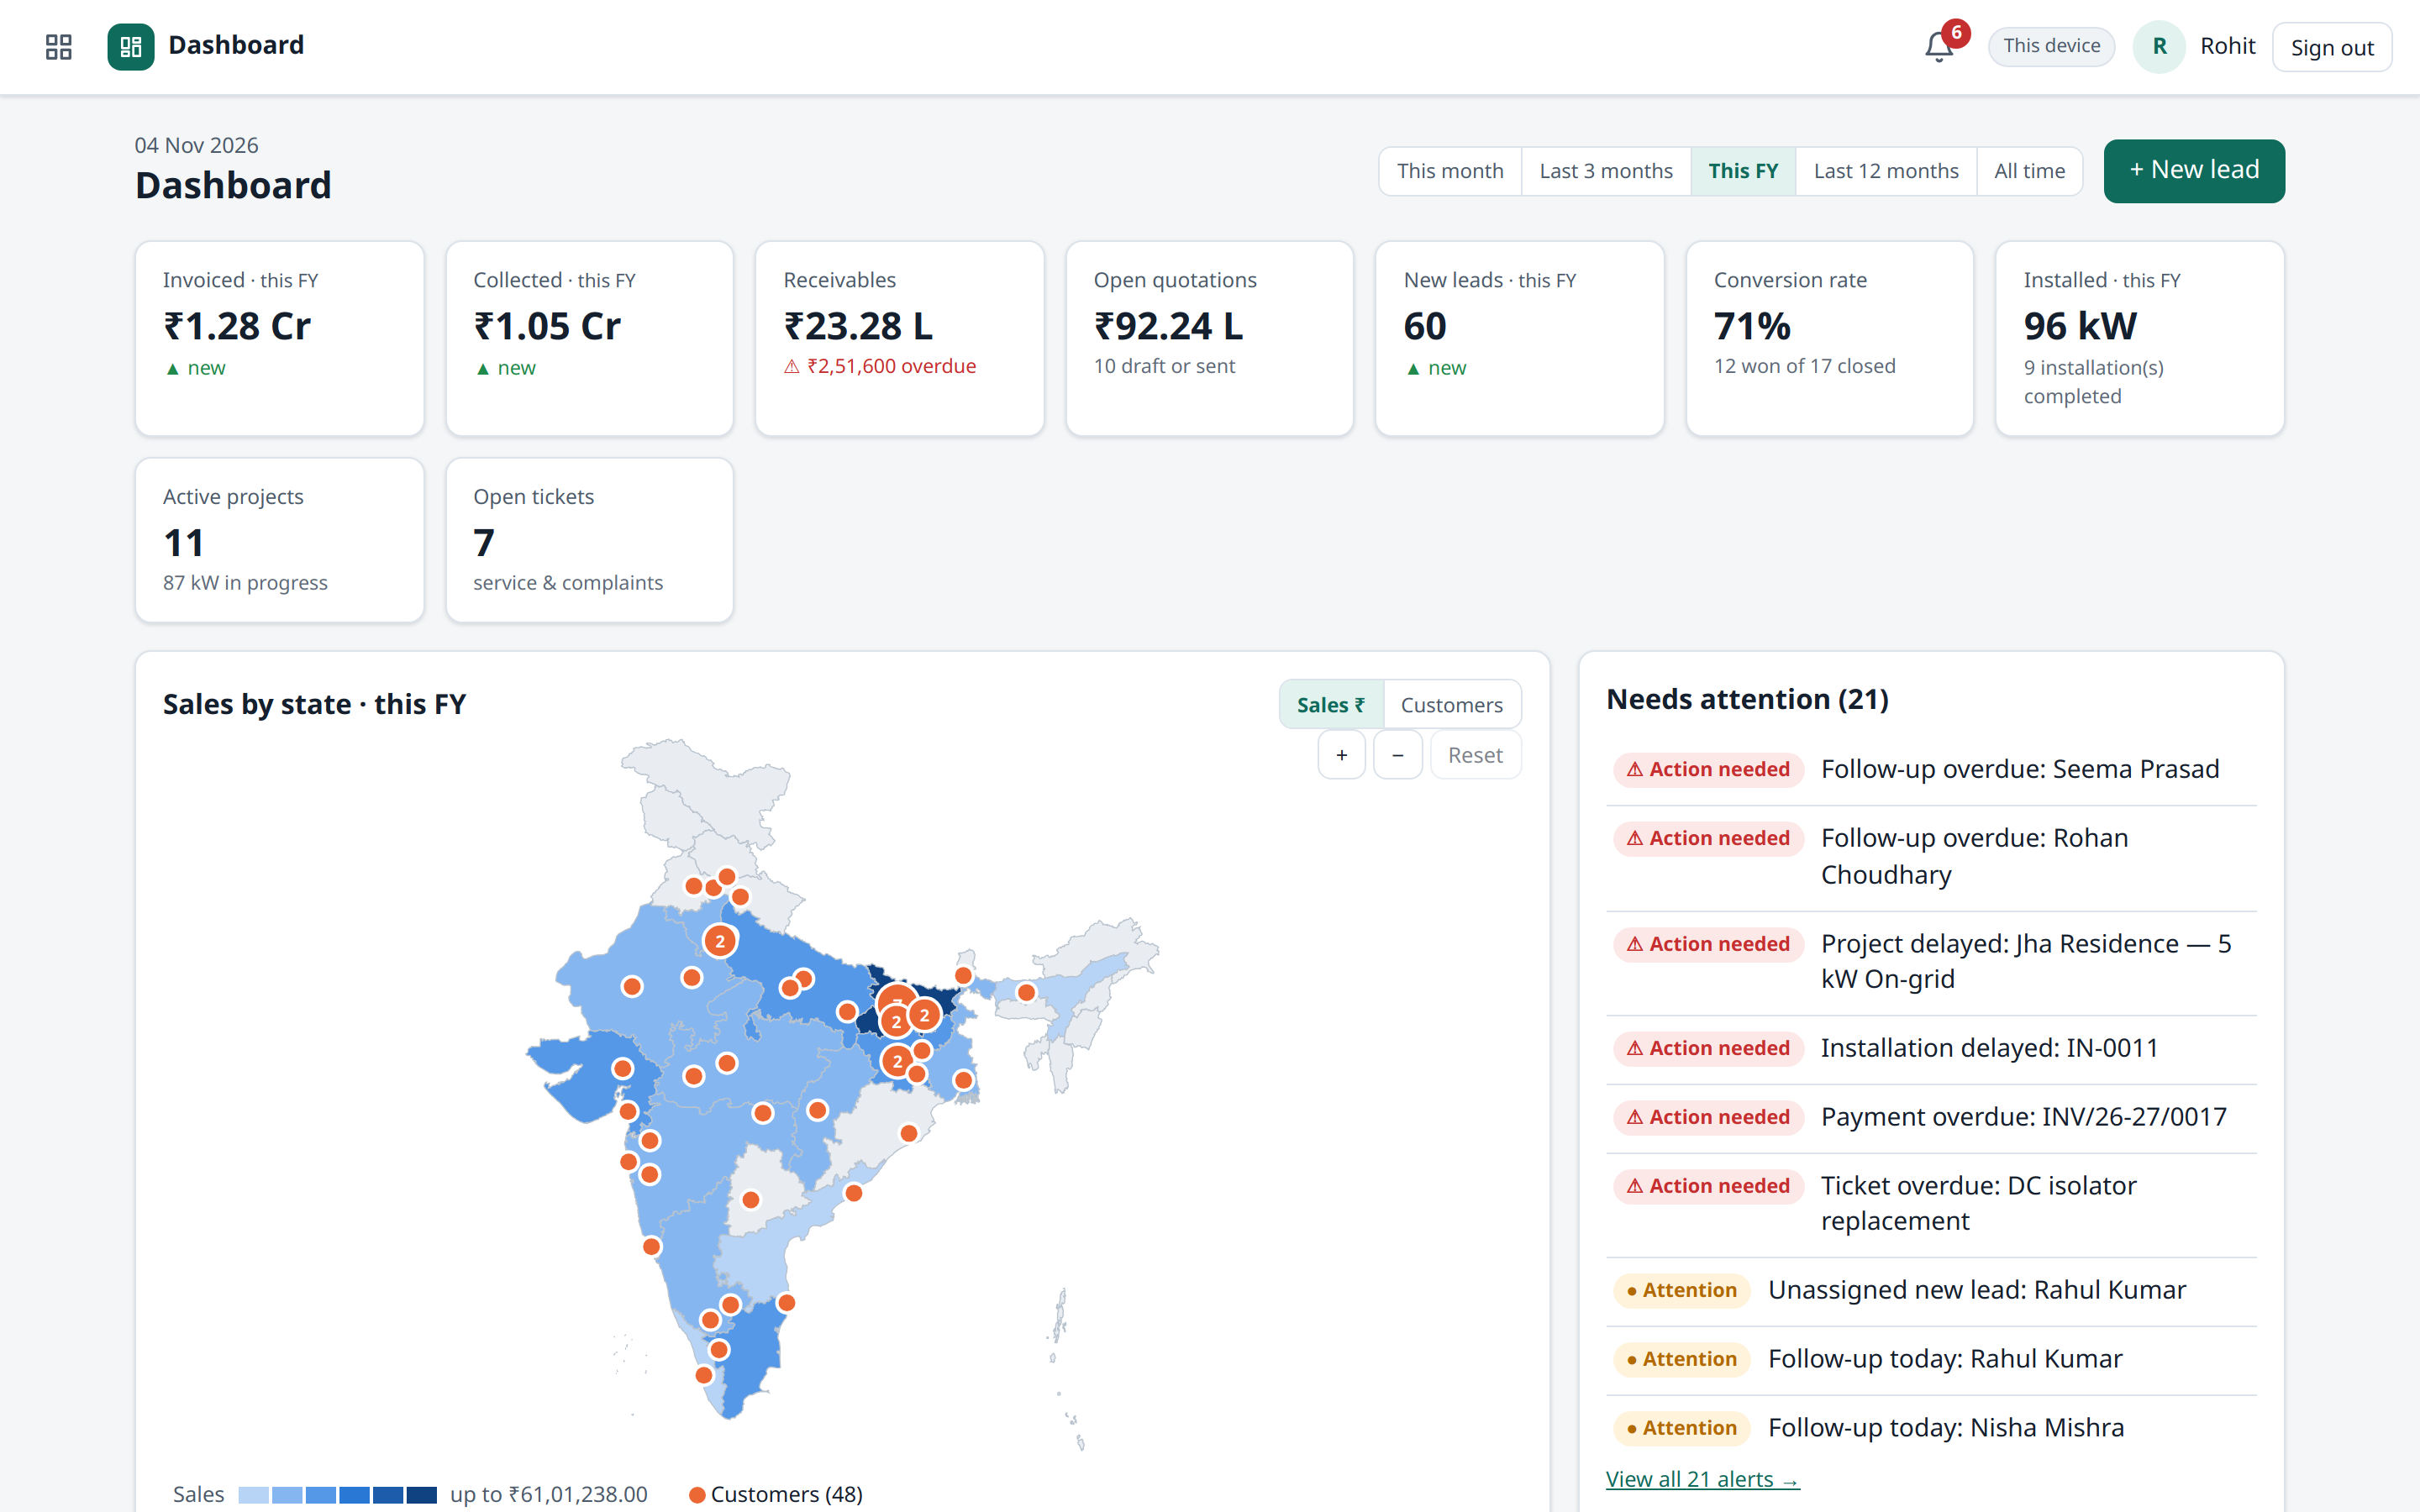 Dashboard
6
This device
R
Rohit
Sign out
04 Nov 2026
Dashboard
This month
Last 3 months
This FY
Last 12 months
All time
+ New lead
Invoiced · this FY
₹1.28 Cr
▲ new
Collected · this FY
₹1.05 Cr
▲ new
Receivables
₹23.28 L
⚠ ₹2,51,600 overdue
Open quotations
₹92.24 L
10 draft or sent
New leads · this FY
60
▲ new
Conversion rate
71%
12 won of 17 closed
Installed · this FY
96 kW
9 installation(s)
completed
Active projects
11
87 kW in progress
Open tickets
7
service & complaints
Sales by state · this FY
Sales ₹
Customers
+
−
Reset
2
2
2
2
Sales
up to ₹61,01,238.00
Customers (48)
Needs attention (21)
⚠ Action needed
Follow-up overdue: Seema Prasad
⚠ Action needed
Follow-up overdue: Rohan
Choudhary
⚠ Action needed
Project delayed: Jha Residence — 5
kW On-grid
⚠ Action needed
Installation delayed: IN-0011
⚠ Action needed
Payment overdue: INV/26-27/0017
⚠ Action needed
Ticket overdue: DC isolator
replacement
● Attention
Unassigned new lead: Rahul Kumar
● Attention
Follow-up today: Rahul Kumar
● Attention
Follow-up today: Nisha Mishra
View all 21 alerts →